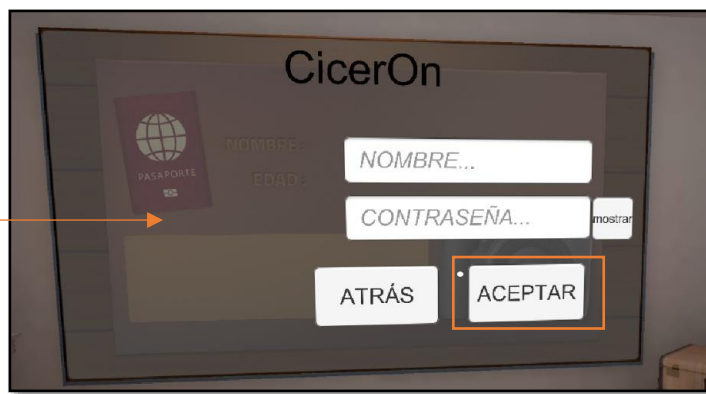 CicerOn
NOMBRE:
NOMBRE...
PASAPORTE
EDAD:
CONTRASEÑA...
mostrar
ATRÁS
ACEPTAR